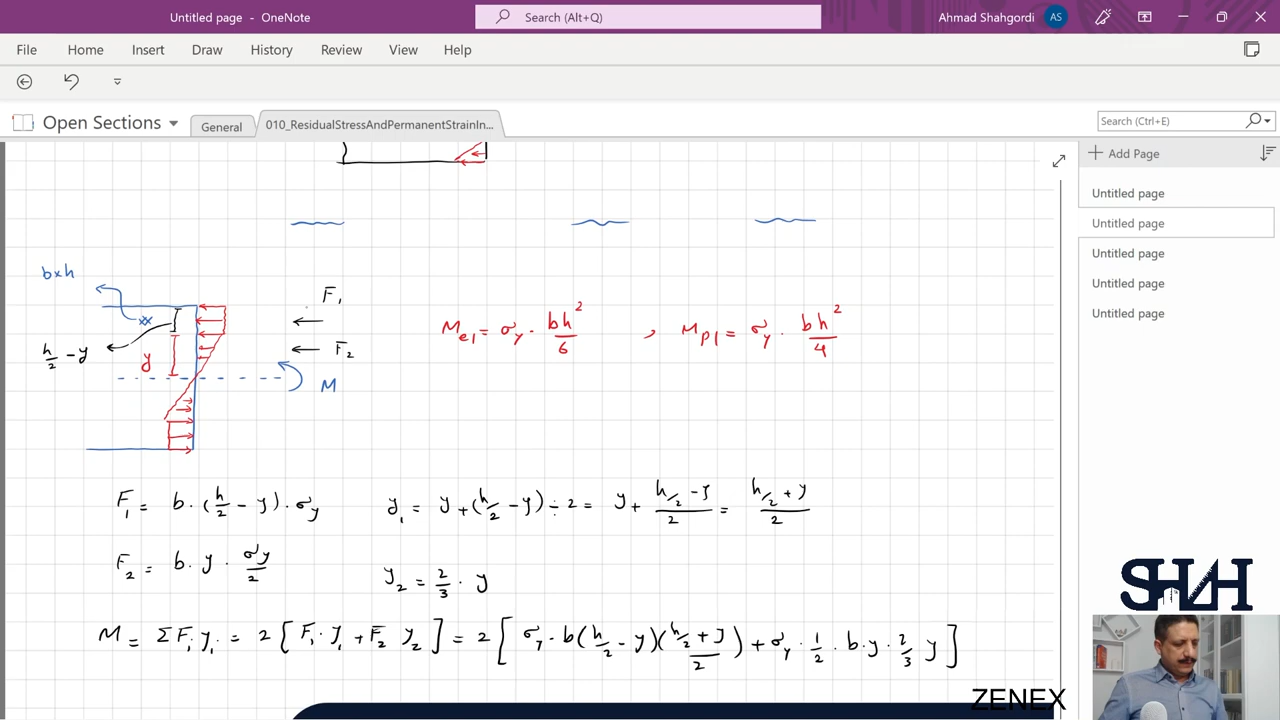 Untitled page - OneNote
Search (Alt+Q)
Ahmad Shahgordi
AS
File Home Insert Draw History Review View Help
Open Sections
General
010_ResidualStressAndPermanentStrainIn...
Search (Ctrl+E)
Add Page
Untitled page
Untitled page
Untitled page
Untitled page
Untitled page
b×h
F₁
F₂
M
h/2 - y
y
Mel = σy · bh²/6 , Mpl = σy · bh²/4
F₁ = b · (h/2 - y) · σy
y₁ = y + (h/2 - y) ÷ 2 = y + (h/2 - y)/2 = (h/2 + y)/2
F₂ = b · y · σy/2
y₂ = 2/3 · y
M = ΣFᵢyᵢ = 2[F₁ · y₁ + F₂ y₂] = 2[σy · b(h/2 - y)((h/2 + y)/2) + σy · 1/2 · b · y · 2/3 y]
SHAH
ZENEX